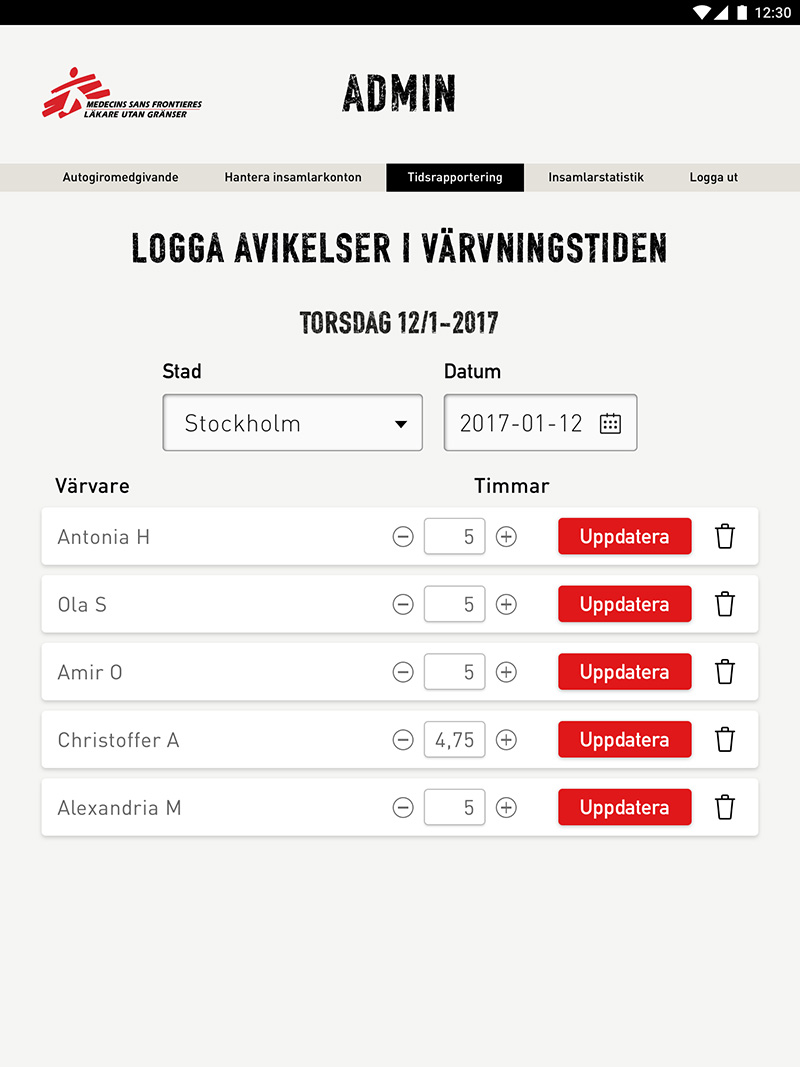 12:30
MEDECINS SANS FRONTIERES
LÄKARE UTAN GRÄNSER
ADMIN
Autogiromedgivande Hantera insamlarkonton Tidsrapportering Insamlarstatistik Logga ut
LOGGA AVIKELSER I VÄRVNINGSTIDEN
TORSDAG 12/1-2017
Stad Datum
Stockholm 2017-01-12
Värvare Timmar
Antonia H 5 Uppdatera
Ola S 5 Uppdatera
Amir O 5 Uppdatera
Christoffer A 4,75 Uppdatera
Alexandria M 5 Uppdatera